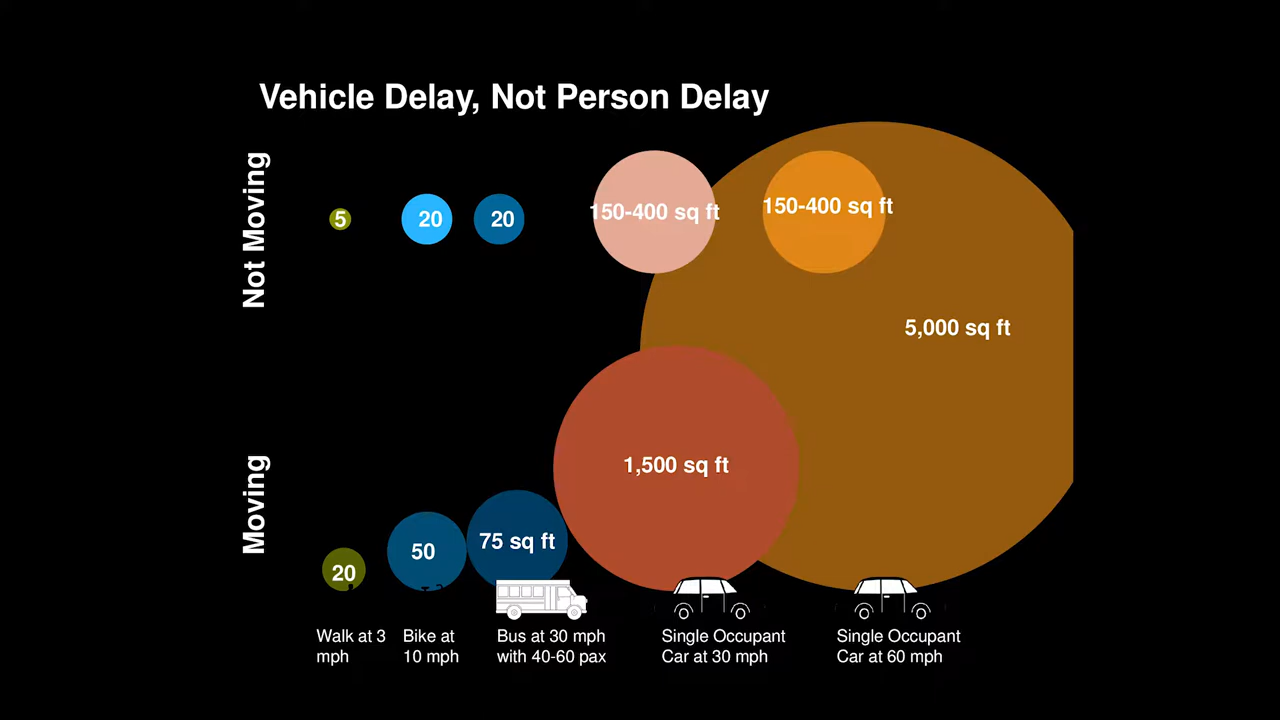 Vehicle Delay, Not Person Delay
Not Moving
5
20
20
150-400 sq ft
150-400 sq ft
5,000 sq ft
Moving
20
50
75 sq ft
1,500 sq ft
Walk at 3
mph
Bike at
10 mph
Bus at 30 mph
with 40-60 pax
Single Occupant
Car at 30 mph
Single Occupant
Car at 60 mph